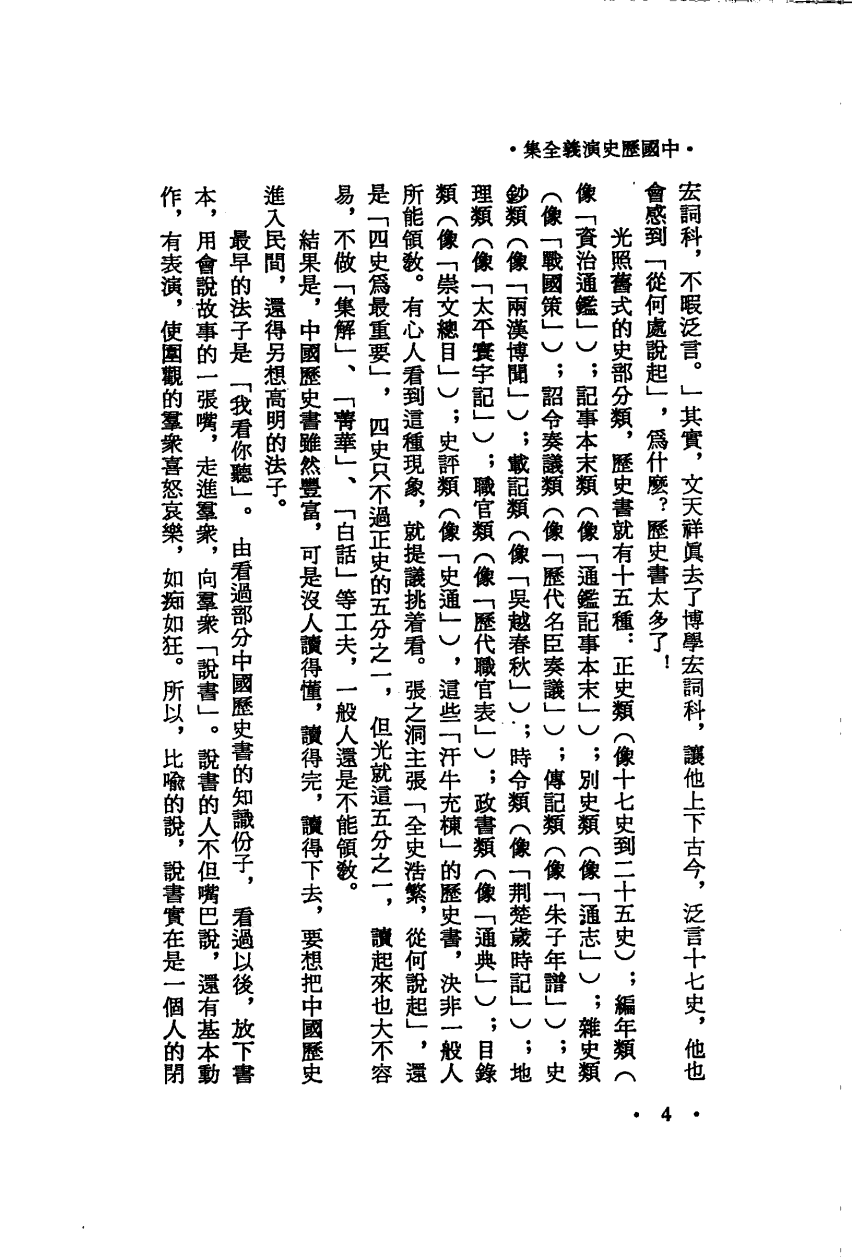 ·中國歷史演義全集·
宏詞科，不暇泛言。」其實，文天祥眞去了博學宏詞科，讓他上下古今，泛言十七史，他也
會感到「從何處說起」，爲什麼？歷史書太多了！
光照舊式的史部分類，歷史書就有十五種：正史類（像十七史到二十五史）；編年類（
像「資治通鑑」）；記事本末類（像「通鑑記事本末」）；別史類（像「通志」）；雜史類
（像「戰國策」）；詔令奏議類（像「歷代名臣奏議」）；傳記類（像「朱子年譜」）；史
鈔類（像「兩漢博聞」）；載記類（像「吳越春秋」）；時令類（像「荆楚歲時記」）；地
理類（像「太平寰宇記」）；職官類（像「歷代職官表」）；政書類（像「通典」）；目錄
類（像「崇文總目」）；史評類（像「史通」），這些「汗牛充棟」的歷史書，決非一般人
所能領敎。有心人看到這種現象，就提議挑着看。張之洞主張「全史浩繁，從何說起」，還
是「四史爲最重要」，四史只不過正史的五分之一，但光就這五分之一，讀起來也大不容
易，不做「集解」、「菁華」、「白話」等工夫，一般人還是不能領敎。
結果是，中國歷史書雖然豐富，可是沒人讀得懂，讀得完，讀得下去，要想把中國歷史
進入民間，還得另想高明的法子。
最早的法子是「我看你聽」。由看過部分中國歷史書的知識份子，看過以後，放下書
本，用會說故事的一張嘴，走進羣衆，向羣衆「說書」。說書的人不但嘴巴說，還有基本動
作，有表演，使圍觀的羣衆喜怒哀樂，如痴如狂。所以，比喩的說，說書實在是一個人的閉
·4·